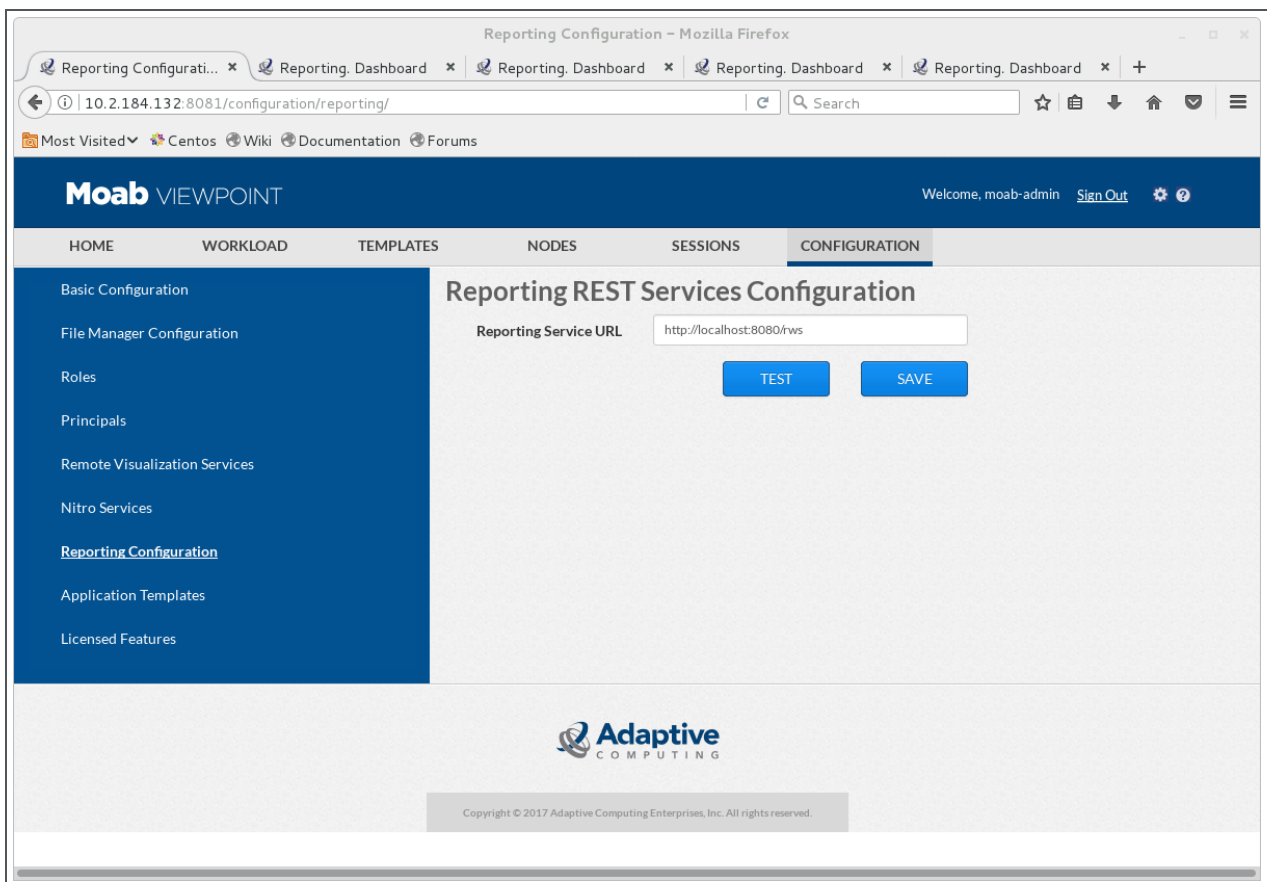 Reporting Configuration – Mozilla Firefox
Reporting Configurati... Reporting. Dashboard Reporting. Dashboard Reporting. Dashboard Reporting. Dashboard
10.2.184.132:8081/configuration/reporting/ Search
Most Visited Centos Wiki Documentation Forums
Moab VIEWPOINT Welcome, moab-admin Sign Out
HOME WORKLOAD TEMPLATES NODES SESSIONS CONFIGURATION
Basic Configuration
File Manager Configuration
Roles
Principals
Remote Visualization Services
Nitro Services
Reporting Configuration
Application Templates
Licensed Features
Reporting REST Services Configuration
Reporting Service URL http://localhost:8080/rws
TEST SAVE
Adaptive
COMPUTING
Copyright © 2017 Adaptive Computing Enterprises, Inc. All rights reserved.